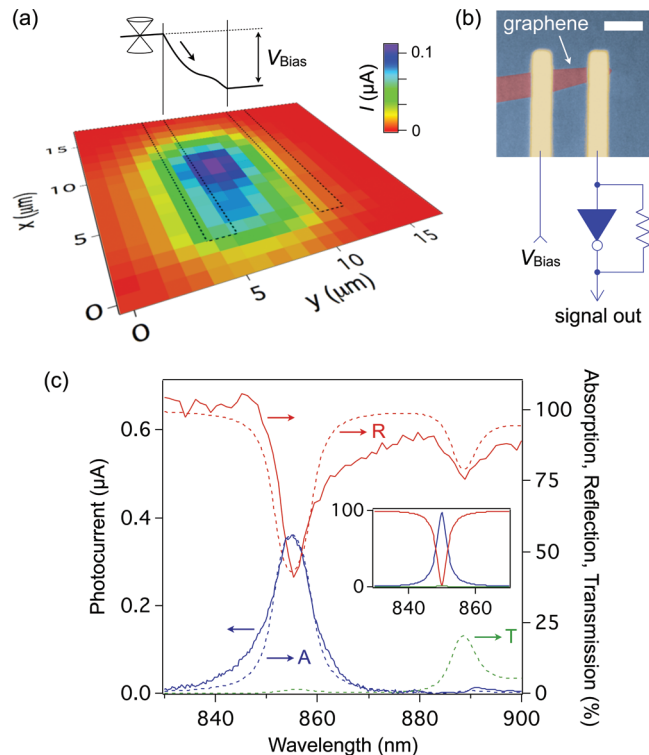 (a)
V_Bias
I (μA)
0.1
0
15
10
5
0
x (μm)
0
5
10
15
y (μm)
(b)
graphene
V_Bias
signal out
(c)
Photocurrent (μA)
0.6
0.4
0.2
0.0
R
A
T
100
0
840 860
100
75
50
25
0
Absorption, Reflection, Transmission (%)
840 860 880 900
Wavelength (nm)